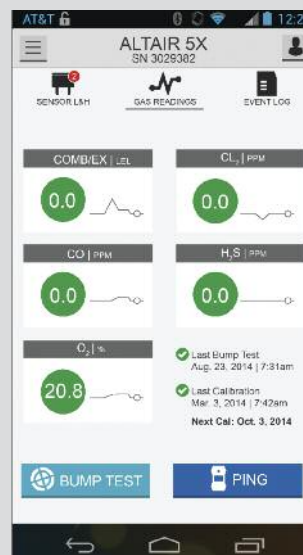 AT&T 12:2
ALTAIR 5X
SN 3029382
2
SENSOR L&H GAS READINGS EVENT LOG
COMB/EX | LEL
0.0
CL₂ | PPM
0.0
CO | PPM
0.0
H₂S | PPM
0.0
O₂ | %
20.8
Last Bump Test
Aug. 23, 2014 | 7:31am
Last Calibration
Mar. 3, 2014 | 7:42am
Next Cal: Oct. 3, 2014
BUMP TEST
PING